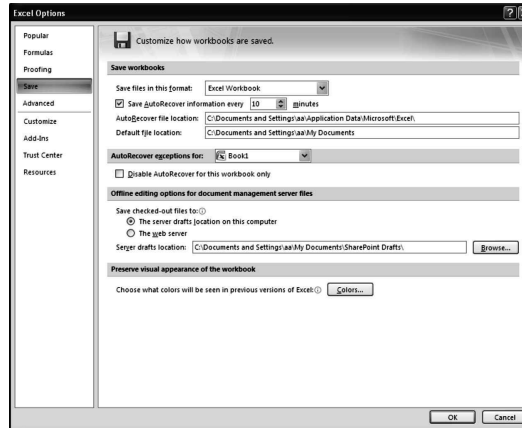 Excel Options
Popular
Formulas
Proofing
Save
Advanced
Customize
Add-Ins
Trust Center
Resources
Customize how workbooks are saved.
Save workbooks
Save files in this format: Excel Workbook
Save AutoRecover information every 10 minutes
AutoRecover file location: C:\Documents and Settings\aa\Application Data\Microsoft\Excel\
Default file location: C:\Documents and Settings\aa\My Documents
AutoRecover exceptions for: Book1
Disable AutoRecover for this workbook only
Offline editing options for document management server files
Save checked-out files to:
The server drafts location on this computer
The web server
Server drafts location: C:\Documents and Settings\aa\My Documents\SharePoint Drafts\ Browse...
Preserve visual appearance of the workbook
Choose what colors will be seen in previous versions of Excel: Colors...
OK Cancel